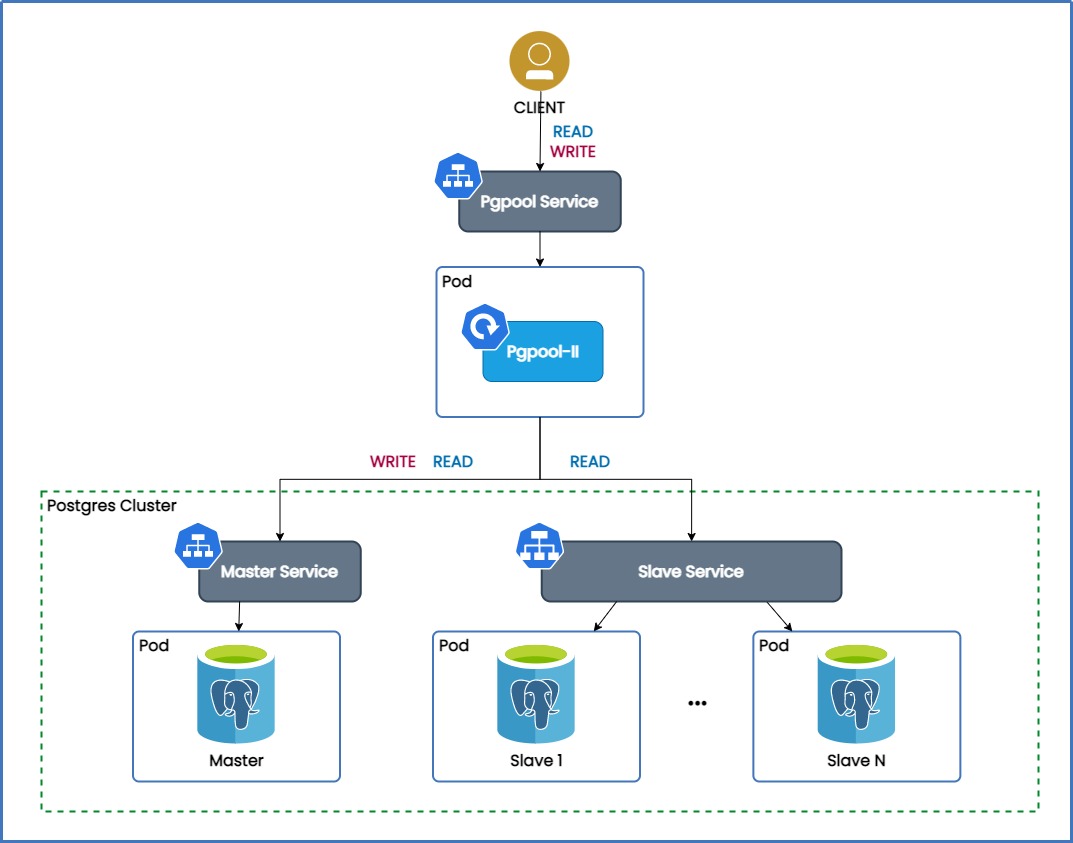 CLIENT
READ
WRITE
Pgpool Service
Pod
Pgpool-II
WRITE READ
READ
Postgres Cluster
Master Service
Slave Service
Pod
Master
Pod
Slave 1
...
Pod
Slave N